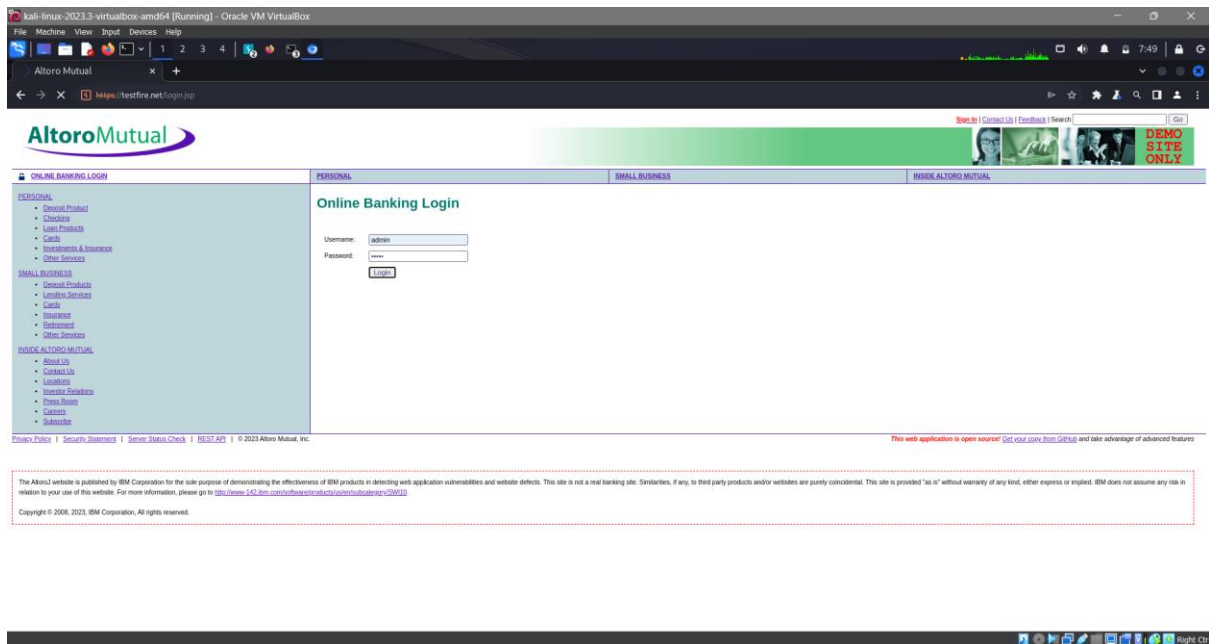 kali-linux-2023.3-virtualbox-amd64 [Running] - Oracle VM VirtualBox
File Machine View Input Devices Help
1 2 3 4 7:49
Altoro Mutual
https://testfire.net/login.jsp
Sign In | Contact Us | Feedback | Search Go
AltoroMutual
DEMO
SITE
ONLY
ONLINE BANKING LOGIN PERSONAL SMALL BUSINESS INSIDE ALTORO MUTUAL
PERSONAL
Deposit Product
Checking
Loan Products
Cards
Investments & Insurance
Other Services
SMALL BUSINESS
Deposit Products
Lending Services
Cards
Insurance
Retirement
Other Services
INSIDE ALTORO MUTUAL
About Us
Contact Us
Locations
Investor Relations
Press Room
Careers
Subscribe
Online Banking Login
Username: admin
Password: •••••
Login
Privacy Policy | Security Statement | Server Status Check | REST API | © 2023 Altoro Mutual, Inc.
This web application is open source! Get your copy from GitHub and take advantage of advanced features
The AltoroJ website is published by IBM Corporation for the sole purpose of demonstrating the effectiveness of IBM products in detecting web application vulnerabilities and website defects. This site is not a real banking site. Similarities, if any, to third party products and/or websites are purely coincidental. This site is provided "as is" without warranty of any kind, either express or implied. IBM does not assume any risk in
relation to your use of this website. For more information, please go to http://www-142.ibm.com/software/products/us/en/subcategory/SWI10.
Copyright © 2008, 2023, IBM Corporation, All rights reserved.
Right Ctrl